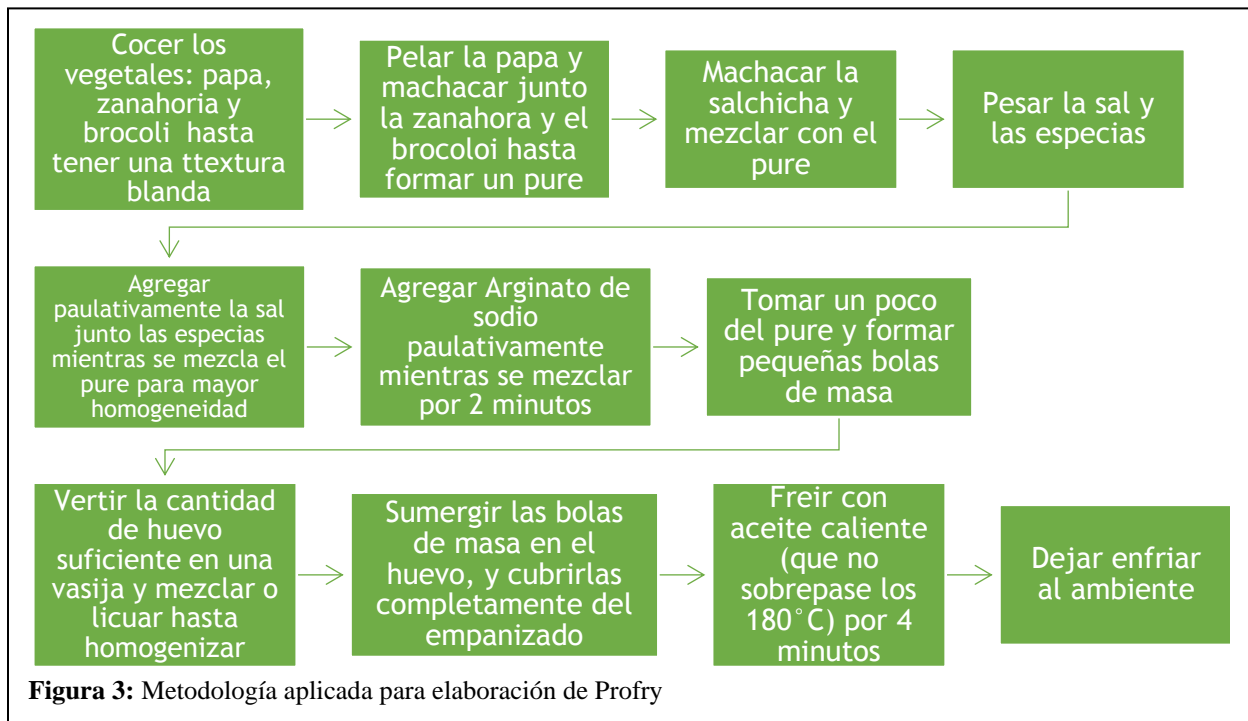 Cocer los
vegetales: papa,
zanahoria y
brocoli hasta
tener una ttextura
blanda
Pelar la papa y
machacar junto
la zanahora y el
brocoloi hasta
formar un pure
Machacar la
salchicha y
mezclar con el
pure
Pesar la sal y
las especias
Agregar
paulativamente la sal
junto las especias
mientras se mezcla el
pure para mayor
homogeneidad
Agregar Arginato de
sodio
paulativamente
mientras se mezclar
por 2 minutos
Tomar un poco
del pure y formar
pequeñas bolas
de masa
Vertir la cantidad
de huevo
suficiente en una
vasija y mezclar o
licuar hasta
homogenizar
Sumergir las bolas
de masa en el
huevo, y cubrirlas
completamente del
empanizado
Freir con
aceite caliente
(que no
sobrepase los
180°C) por 4
minutos
Dejar enfriar
al ambiente
Figura 3: Metodología aplicada para elaboración de Profry